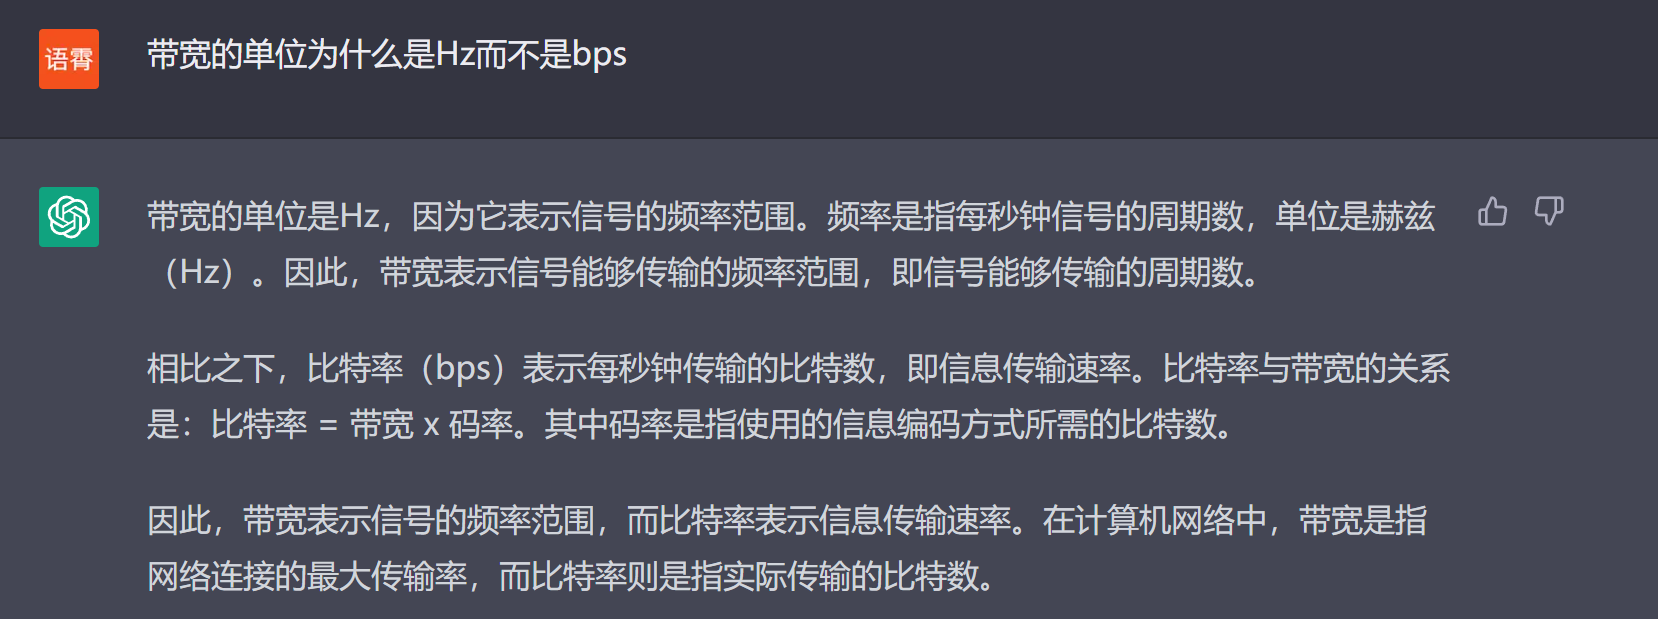 语霄
带宽的单位为什么是Hz而不是bps
带宽的单位是Hz，因为它表示信号的频率范围。频率是指每秒钟信号的周期数，单位是赫兹
（Hz）。因此，带宽表示信号能够传输的频率范围，即信号能够传输的周期数。
相比之下，比特率（bps）表示每秒钟传输的比特数，即信息传输速率。比特率与带宽的关系
是：比特率 = 带宽 x 码率。其中码率是指使用的信息编码方式所需的比特数。
因此，带宽表示信号的频率范围，而比特率表示信息传输速率。在计算机网络中，带宽是指
网络连接的最大传输率，而比特率则是指实际传输的比特数。